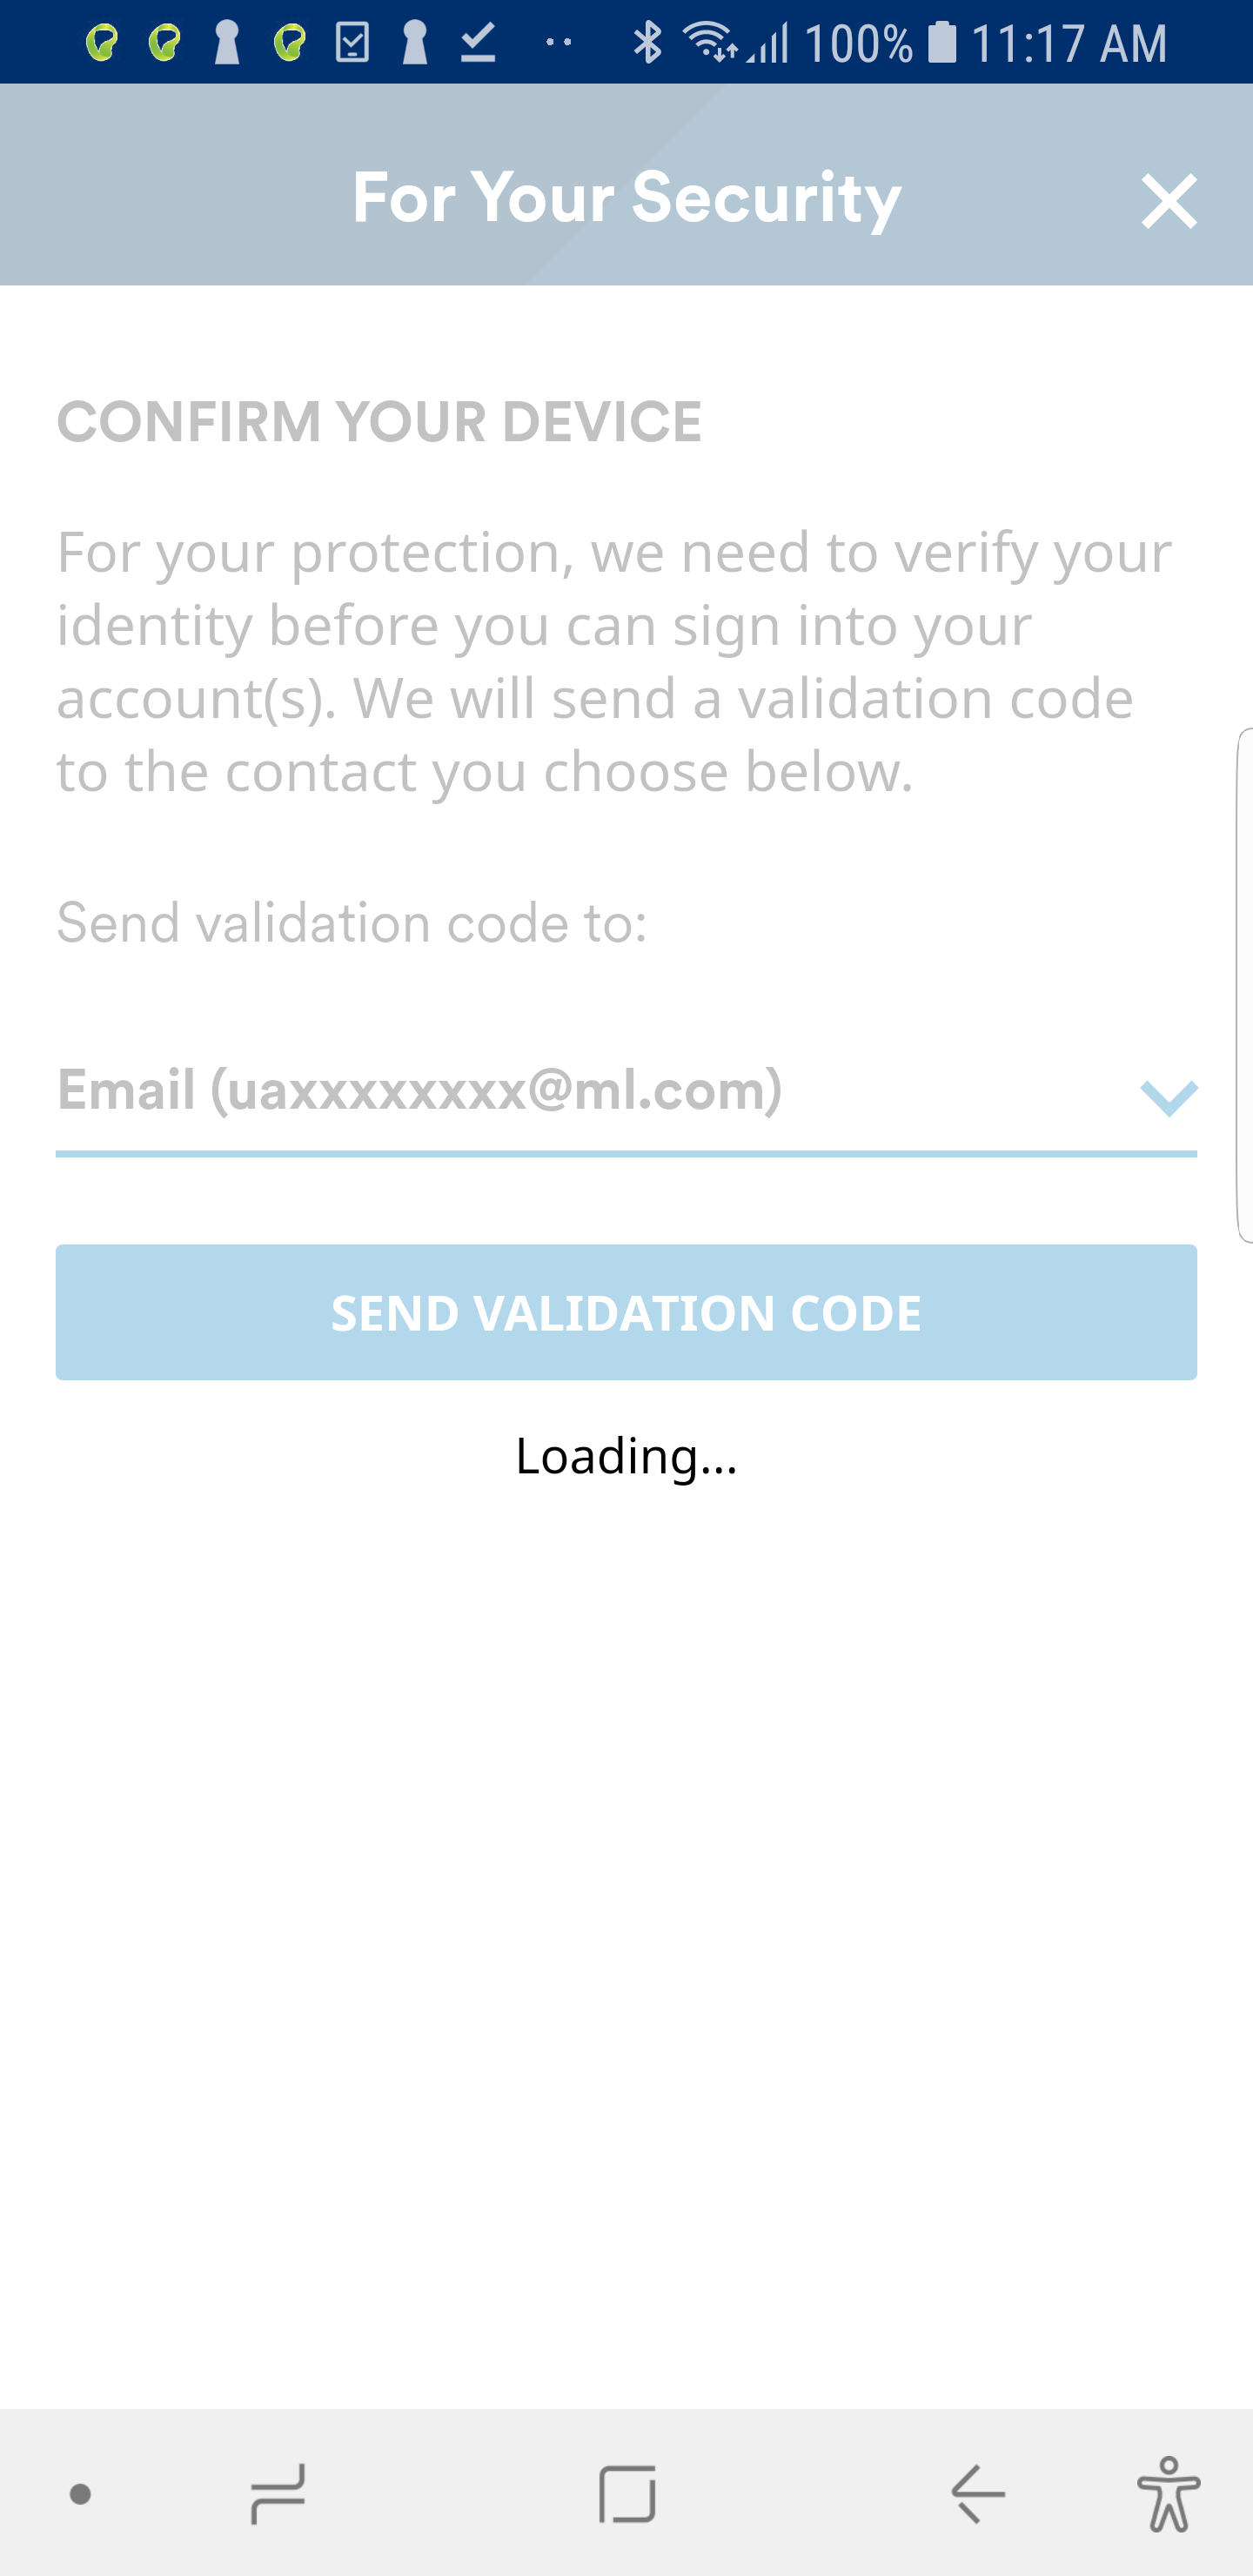 100% 11:17 AM
For Your Security
CONFIRM YOUR DEVICE
For your protection, we need to verify your
identity before you can sign into your
account(s). We will send a validation code
to the contact you choose below.
Send validation code to:
Email (uaxxxxxxxxx@ml.com)
SEND VALIDATION CODE
Loading...